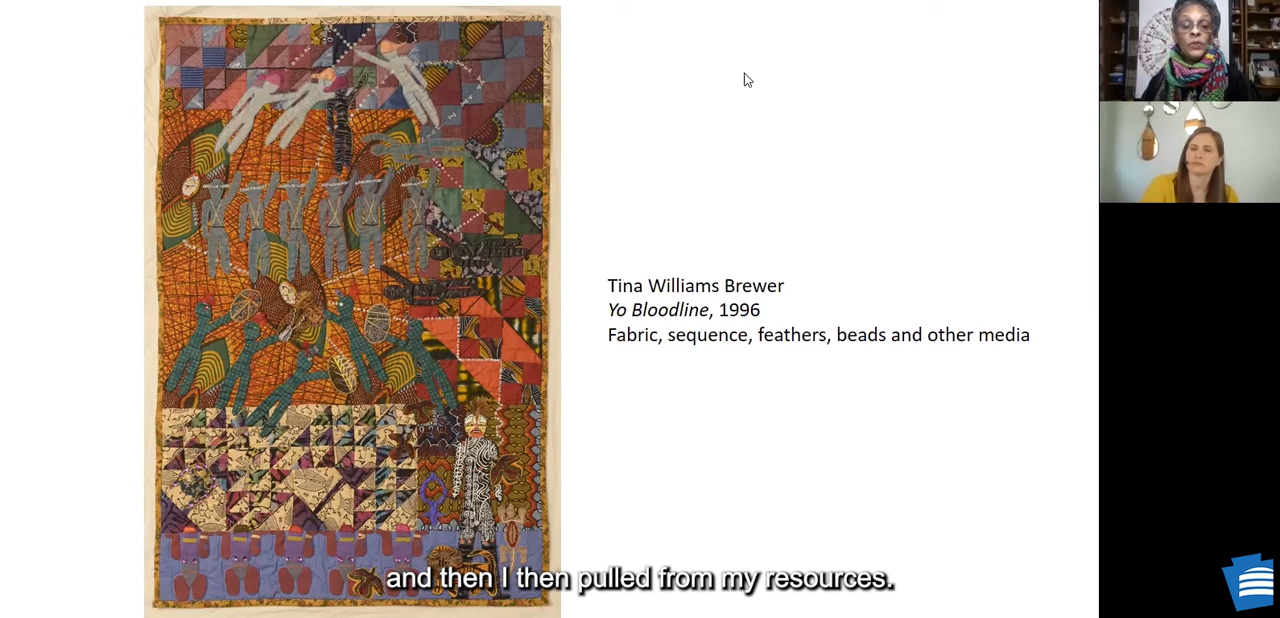 Tina Williams Brewer
Yo Bloodline, 1996
Fabric, sequence, feathers, beads and other media
and then I then pulled from my resources.